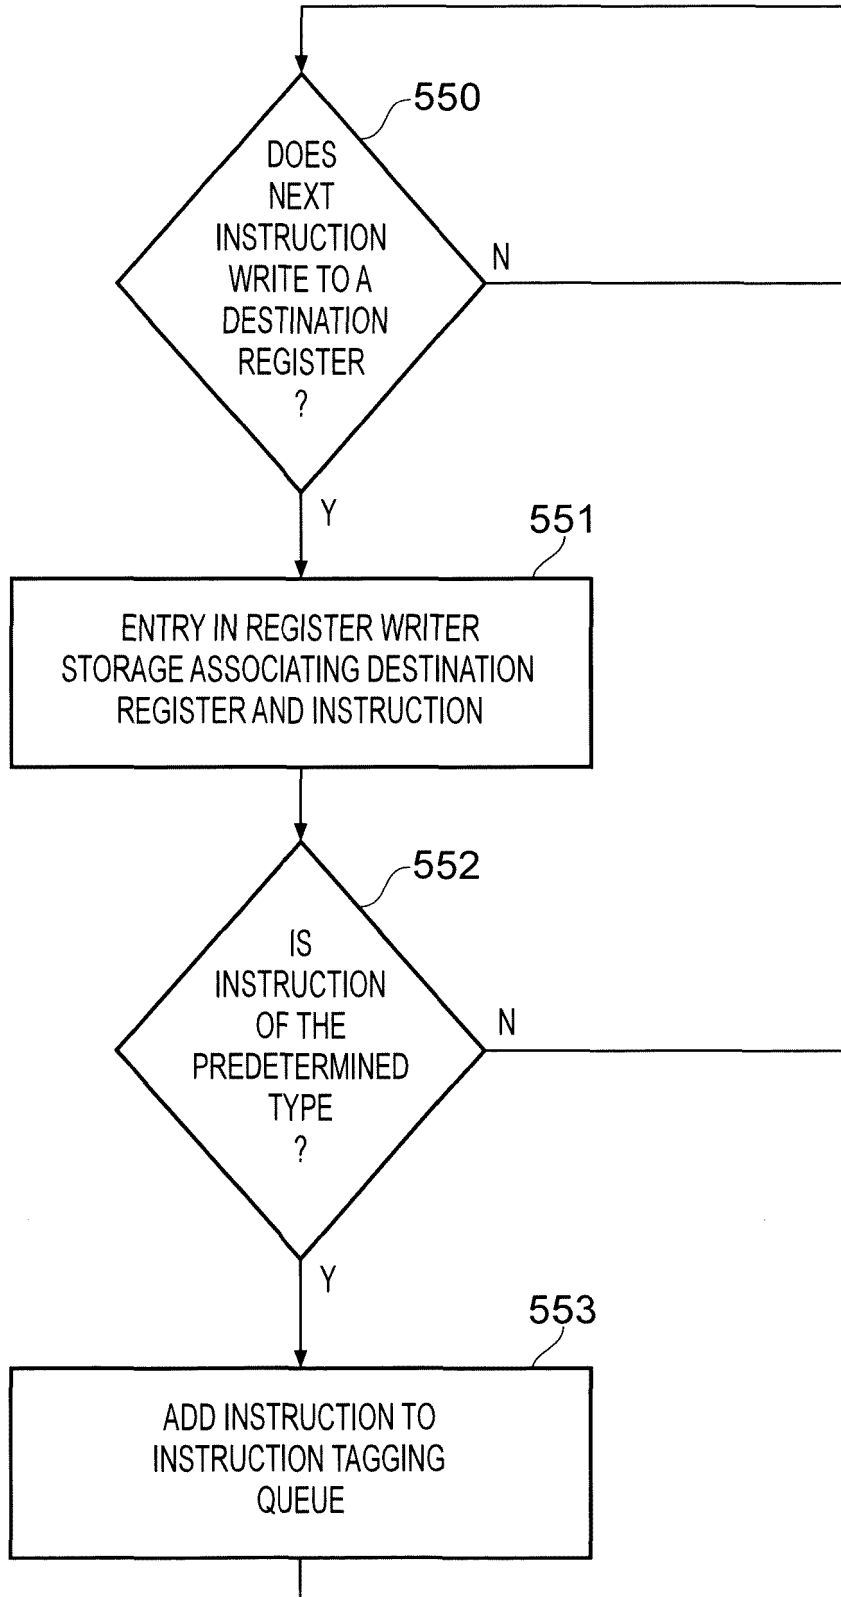 550
DOES
NEXT
INSTRUCTION
WRITE TO A
DESTINATION
REGISTER
?
N
Y
551
ENTRY IN REGISTER WRITER
STORAGE ASSOCIATING DESTINATION
REGISTER AND INSTRUCTION
552
IS
INSTRUCTION
OF THE
PREDETERMINED
TYPE
?
N
Y
553
ADD INSTRUCTION TO
INSTRUCTION TAGGING
QUEUE